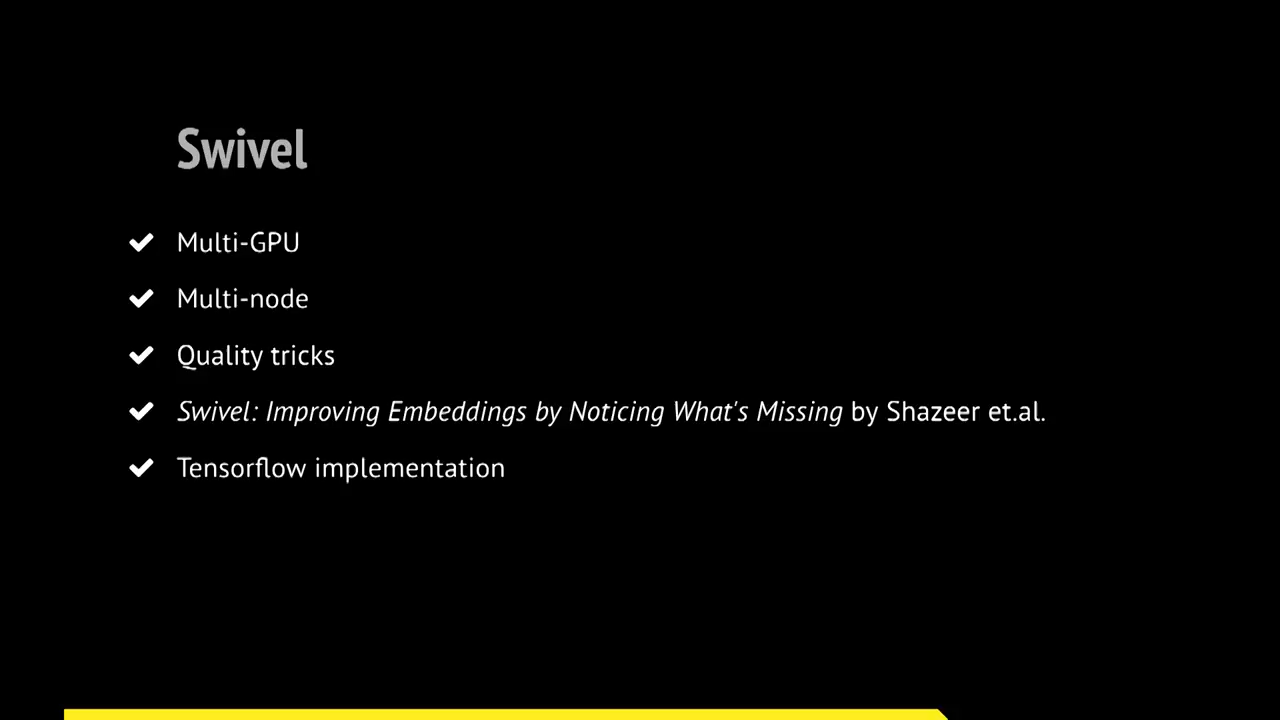 Swivel
Multi-GPU
Multi-node
Quality tricks
Swivel: Improving Embeddings by Noticing What's Missing by Shazeer et.al.
Tensorflow implementation